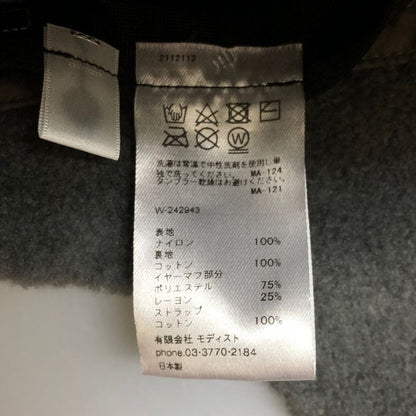 2112112
洗濯は常温で中性洗剤を使用し単
独で洗ってください。 MA-124
タンブラー乾燥はお避けください。
MA-121
W-242943
表地
ナイロン 100%
裏地
コットン 100%
イヤーマフ部分
ポリエステル 75%
レーヨン 25%
ストラップ
コットン 100%
有限会社 モディスト
phone.03-3770-2184
日本製